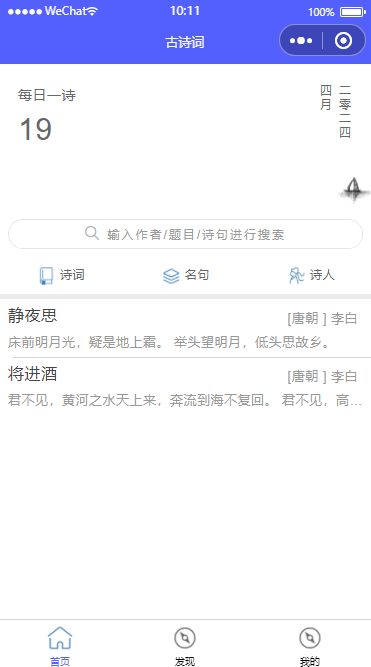 WeChat 10:11 100%
古诗词
每日一诗
19
二零二四
四月
输入作者/题目/诗句进行搜索
诗词 名句 诗人
静夜思 [唐朝 ] 李白
床前明月光，疑是地上霜。 举头望明月，低头思故乡。
将进酒 [唐朝 ] 李白
君不见，黄河之水天上来，奔流到海不复回。 君不见，高...
首页 发现 我的